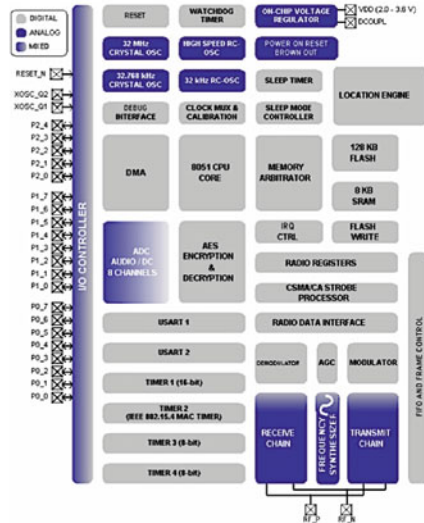 DIGITAL
ANALOG
MIXED
RESET
WATCHDOG
TIMER
ON-CHIP VOLTAGE
REGULATOR
VDD (2.0 - 3.6 V)
DCOUPL
32 MHz
CRYSTAL OSC
HIGH SPEED RC-
OSC
POWER ON RESET
BROWN OUT
RESET_N
XOSC_Q2
XOSC_Q1
32.768 kHz
CRYSTAL OSC
32 kHz RC-OSC
SLEEP TIMER
LOCATION ENGINE
DEBUG
INTERFACE
CLOCK MUX &
CALIBRATION
SLEEP MODE
CONTROLLER
P2_4
P2_3
P2_2
P2_1
P2_0
P1_7
P1_6
P1_5
P1_4
P1_3
P1_2
P1_1
P1_0
P0_7
P0_6
P0_5
P0_4
P0_3
P0_2
P0_1
P0_0
I/O CONTROLLER
DMA
8051 CPU
CORE
MEMORY
ARBITRATOR
128 KB
FLASH
8 KB
SRAM
ADC
AUDIO / DC
8 CHANNELS
AES
ENCRYPTION
&
DECRYPTION
IRQ
CTRL
FLASH
WRITE
RADIO REGISTERS
CSMA/CA STROBE
PROCESSOR
RADIO DATA INTERFACE
USART 1
USART 2
TIMER 1 (16-bit)
TIMER 2
(IEEE 802.15.4 MAC TIMER)
TIMER 3 (8-bit)
TIMER 4 (8-bit)
DEMODULATOR
AGC
MODULATOR
RECEIVE
CHAIN
FREQUENCY
SYNTHESIZER
TRANSMIT
CHAIN
FIFO AND FRAME CONTROL
RF_P
RF_N